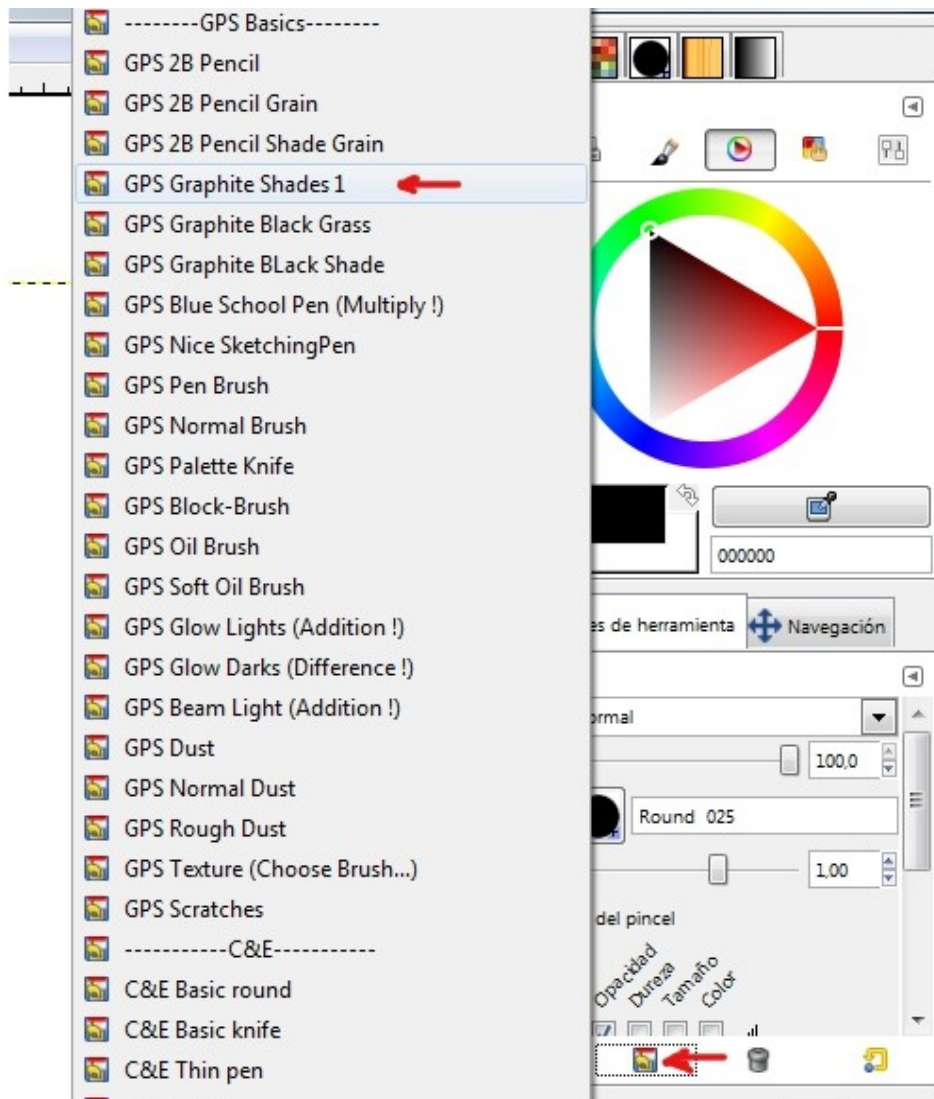 --------GPS Basics--------
GPS 2B Pencil
GPS 2B Pencil Grain
GPS 2B Pencil Shade Grain
GPS Graphite Shades 1
GPS Graphite Black Grass
GPS Graphite BLack Shade
GPS Blue School Pen (Multiply !)
GPS Nice SketchingPen
GPS Pen Brush
GPS Normal Brush
GPS Palette Knife
GPS Block-Brush
GPS Oil Brush
GPS Soft Oil Brush
GPS Glow Lights (Addition !)
GPS Glow Darks (Difference !)
GPS Beam Light (Addition !)
GPS Dust
GPS Normal Dust
GPS Rough Dust
GPS Texture (Choose Brush...)
GPS Scratches
-----------C&E-----------
C&E Basic round
C&E Basic knife
C&E Thin pen
000000
es de herramienta
Navegación
ormal
100,0
Round 025
1,00
del pincel
Opacidad
Dureza
Tamaño
Color